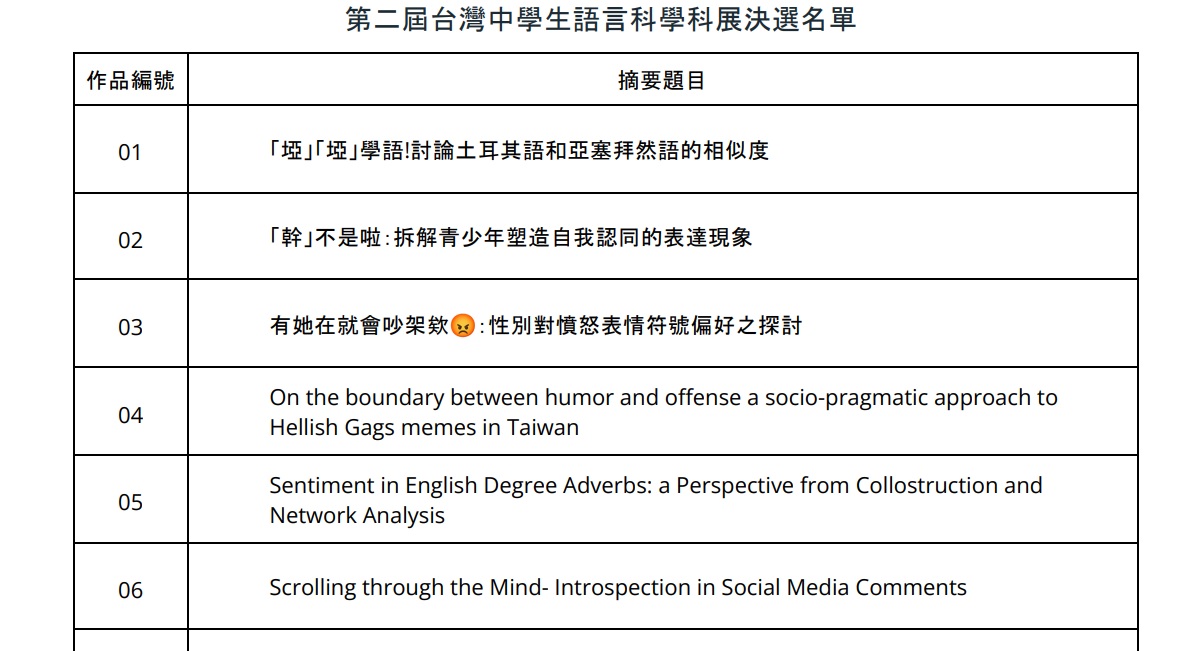 第二屆台灣中學生語言科學科展決選名單
作品編號
摘要題目
01
「埡」「埡」學語!討論土耳其語和亞塞拜然語的相似度
02
「幹」不是啦:拆解青少年塑造自我認同的表達現象
03
有她在就會吵架欸😡:性別對憤怒表情符號偏好之探討
04
On the boundary between humor and offense a socio-pragmatic approach to
Hellish Gags memes in Taiwan
05
Sentiment in English Degree Adverbs: a Perspective from Collostruction and
Network Analysis
06
Scrolling through the Mind- Introspection in Social Media Comments